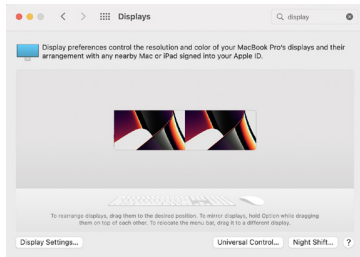 Displays
display
Display preferences control the resolution and color of your MacBook Pro's displays and their
arrangement with any nearby Mac or iPad signed into your Apple ID.
To rearrange displays, drag them to the desired position. To mirror displays, hold Option while dragging
them on top of each other. To relocate the menu bar, drag it to a different display.
Display Settings...
Universal Control...
Night Shift...
?